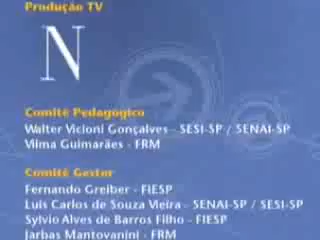 Produção TV
N
Comitê Pedagógico
Walter Vicioni Gonçalves - SESI-SP / SENAI-SP
Vilma Guimarães - FRM
Comitê Gestor
Fernando Greiber - FIESP
Luis Carlos de Souza Vieira - SENAI-SP / SESI-SP
Sylvio Alves de Barros Filho - FIESP
Jarbas Mantovanini - FRM